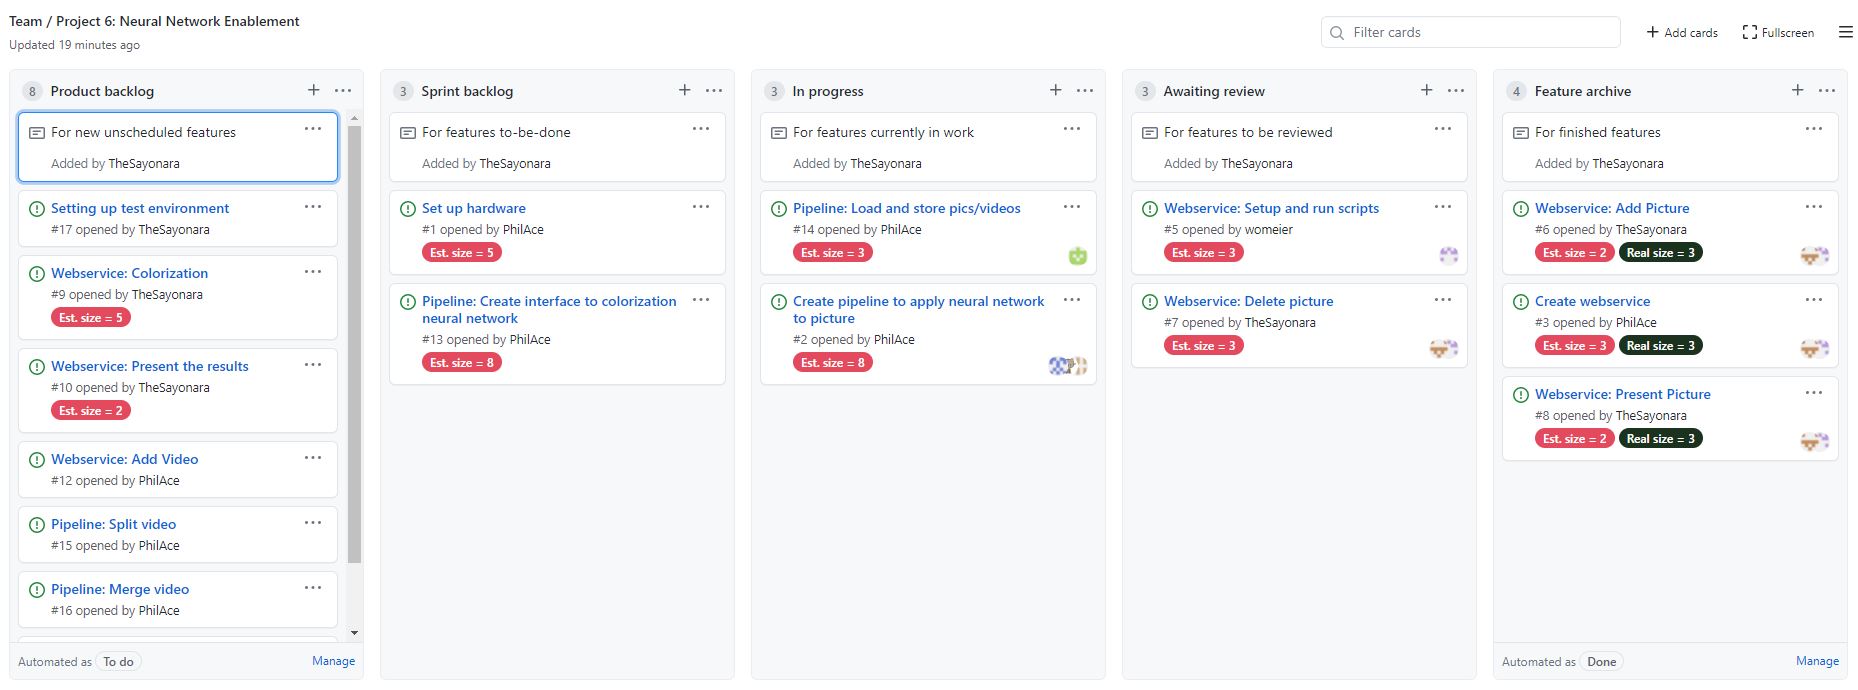 Team / Project 6: Neural Network Enablement
Updated 19 minutes ago
Filter cards
Add cards
Fullscreen
8 Product backlog
For new unscheduled features
Added by TheSayonara
Setting up test environment
#17 opened by TheSayonara
Webservice: Colorization
#9 opened by TheSayonara
Est. size = 5
Webservice: Present the results
#10 opened by TheSayonara
Est. size = 2
Webservice: Add Video
#12 opened by PhilAce
Pipeline: Split video
#15 opened by PhilAce
Pipeline: Merge video
#16 opened by PhilAce
Automated as To do
Manage
3 Sprint backlog
For features to-be-done
Added by TheSayonara
Set up hardware
#1 opened by PhilAce
Est. size = 5
Pipeline: Create interface to colorization
neural network
#13 opened by PhilAce
Est. size = 8
3 In progress
For features currently in work
Added by TheSayonara
Pipeline: Load and store pics/videos
#14 opened by PhilAce
Est. size = 3
Create pipeline to apply neural network
to picture
#2 opened by PhilAce
Est. size = 8
3 Awaiting review
For features to be reviewed
Added by TheSayonara
Webservice: Setup and run scripts
#5 opened by womeier
Est. size = 3
Webservice: Delete picture
#7 opened by TheSayonara
Est. size = 3
4 Feature archive
For finished features
Added by TheSayonara
Webservice: Add Picture
#6 opened by TheSayonara
Est. size = 2 Real size = 3
Create webservice
#3 opened by PhilAce
Est. size = 3 Real size = 3
Webservice: Present Picture
#8 opened by TheSayonara
Est. size = 2 Real size = 3
Automated as Done
Manage